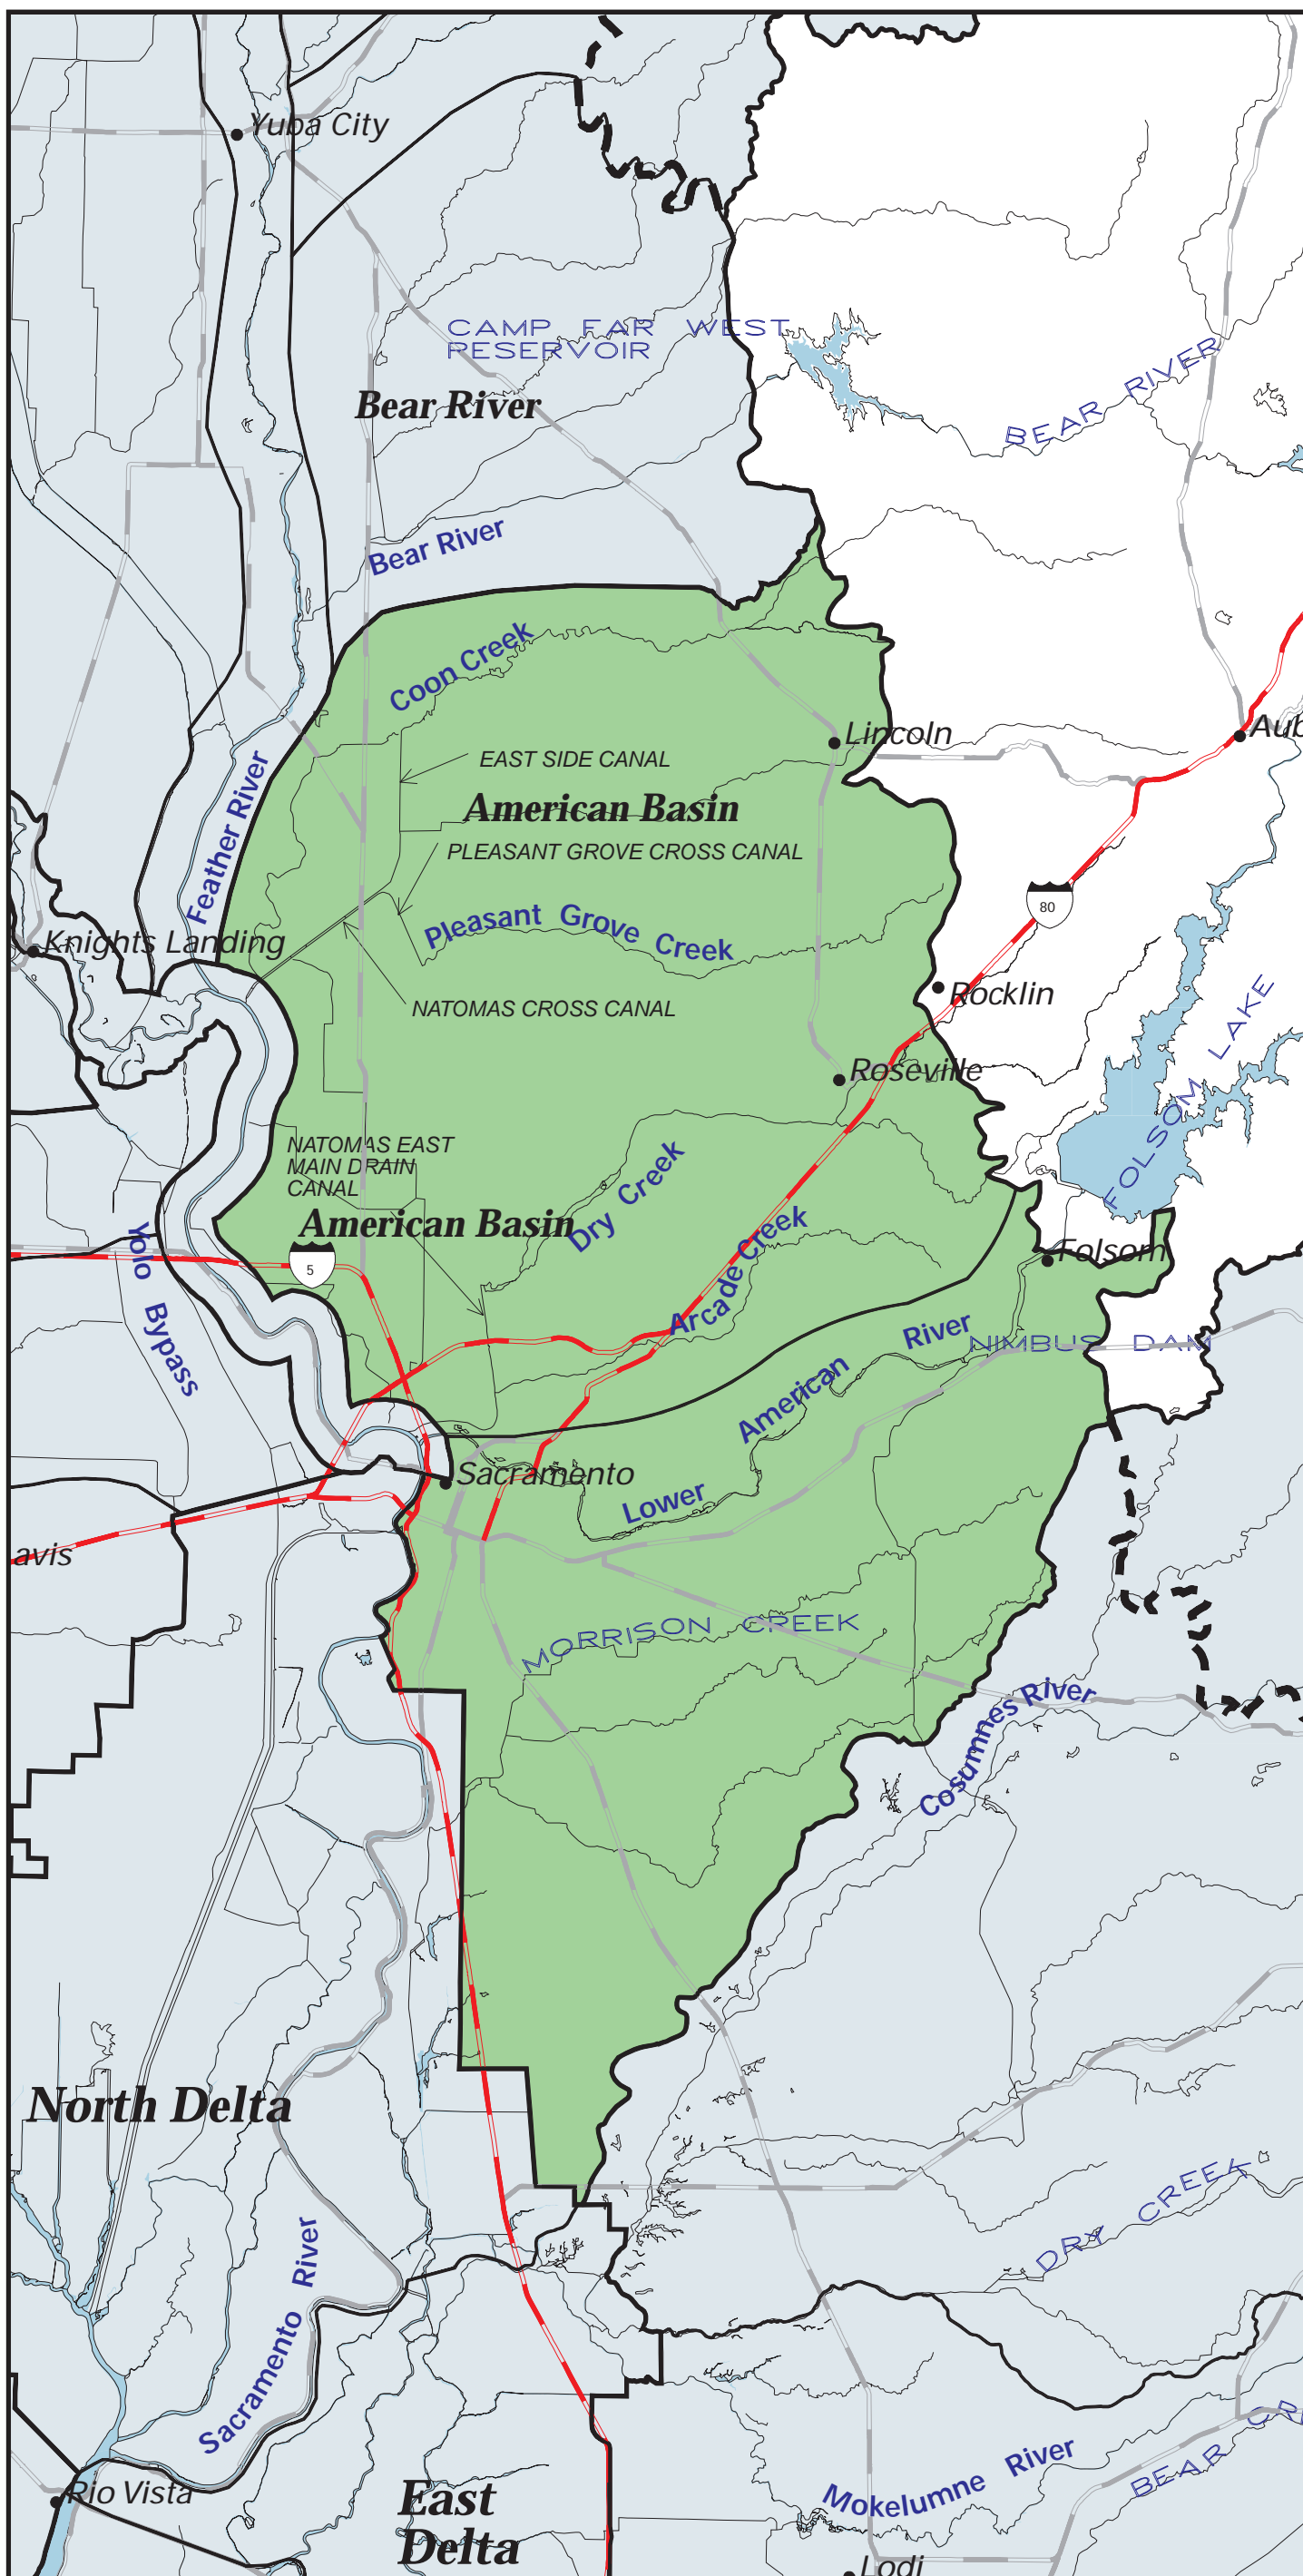 Yuba City
CAMP FAR WEST
RESERVOIR
BEAR RIVER
Bear River
Bear River
Coon Creek
Lincoln
Aub
EAST SIDE CANAL
American Basin
Feather River
PLEASANT GROVE CROSS CANAL
80
Pleasant Grove Creek
Knights Landing
Rocklin
NATOMAS CROSS CANAL
FOLSOM LAKE
Roseville
NATOMAS EAST
MAIN DRAIN
CANAL
Dry Creek
American Basin
Arcade Creek
Yolo Bypass
Folsom
5
NIMBUS DAM
Lower American River
Sacramento
avis
MORRISON CREEK
Cosumnes River
North Delta
DRY CREEK
Sacramento River
Mokelumne River
BEAR CR
Rio Vista
East
Delta
Lodi